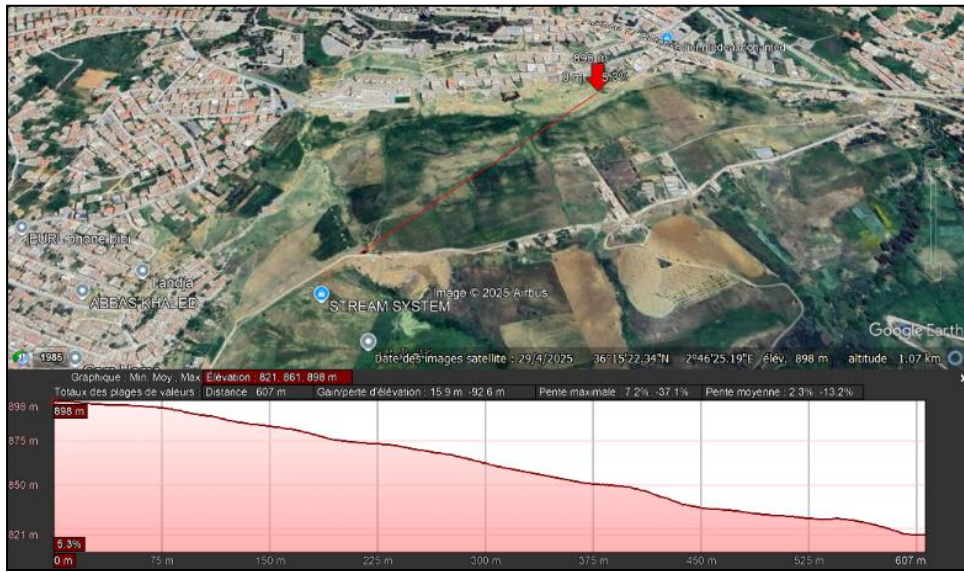 898 m
0 m 5.3%
EURL phone bibi
Tandja
ABBAS KHALED
STREAM SYSTEM
Image © 2025 Airbus
Google Earth
1985
Date des images satellite : 29/4/2025 36°15'22.34"N 2°46'25.19"E élév. 898 m altitude 1.07 km
Graphique : Min, Moy, Max Élévation : 821, 861, 898 m
Totaux des plages de valeurs : Distance : 607 m Gain/perte d'élévation : 15.9 m, -92.6 m Pente maximale : 7.2%, -37.1% Pente moyenne : 2.3%, -13.2%
898 m
898 m
875 m
850 m
821 m
5.3%
0 m 75 m 150 m 225 m 300 m 375 m 450 m 525 m 607 m